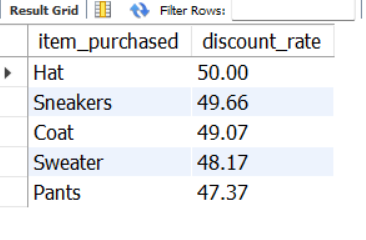 Result Grid Filter Rows:
item_purchased discount_rate
Hat 50.00
Sneakers 49.66
Coat 49.07
Sweater 48.17
Pants 47.37